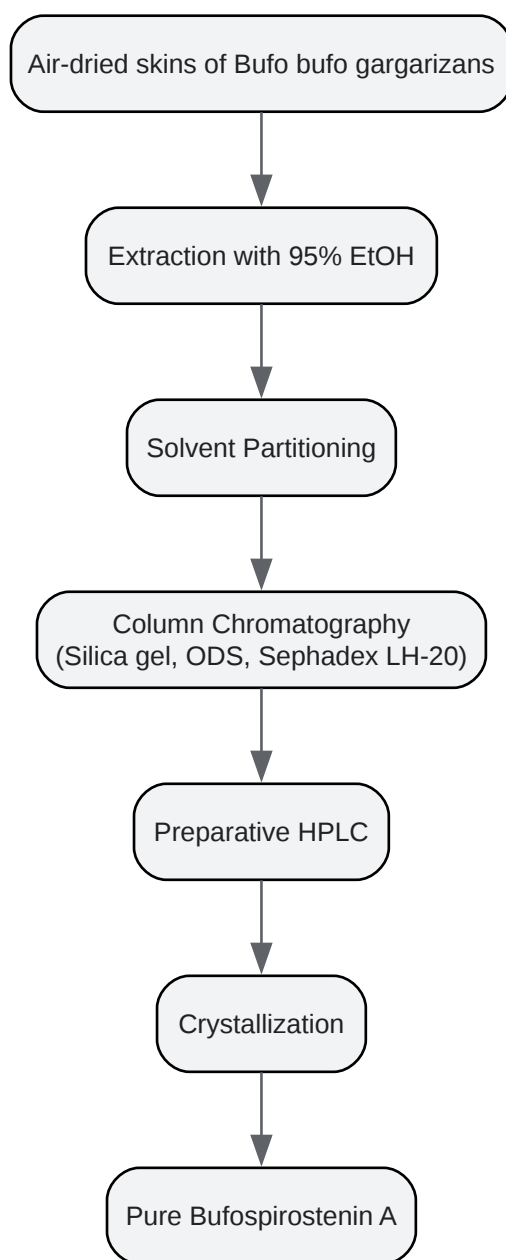 Air-dried skins of Bufo bufo gargarizans
Extraction with 95% EtOH
Solvent Partitioning
Column Chromatography
(Silica gel, ODS, Sephadex LH-20)
Preparative HPLC
Crystallization
Pure Bufospirostenin A